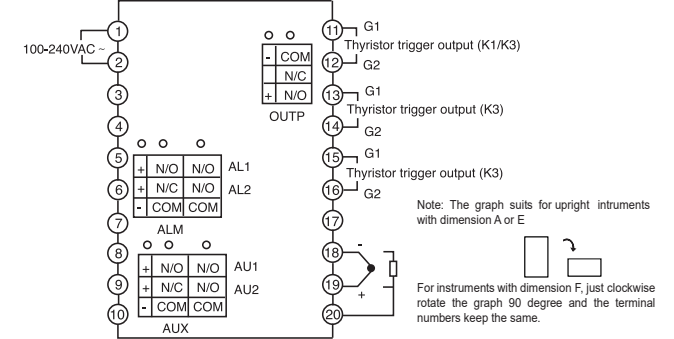 1
100-240VAC ~
2
3
4
5
6
7
8
9
10
- COM
N/C
+ N/O
OUTP
+ N/O N/O AL1
+ N/C N/O AL2
- COM COM
ALM
+ N/O N/O AU1
+ N/C N/O AU2
- COM COM
AUX
11 G1
Thyristor trigger output (K1/K3)
12 G2
13 G1
Thyristor trigger output (K3)
14 G2
15 G1
Thyristor trigger output (K3)
16 G2
17
18 -
19 +
20
Note: The graph suits for upright intruments
with dimension A or E
For instruments with dimension F, just clockwise
rotate the graph 90 degree and the terminal
numbers keep the same.